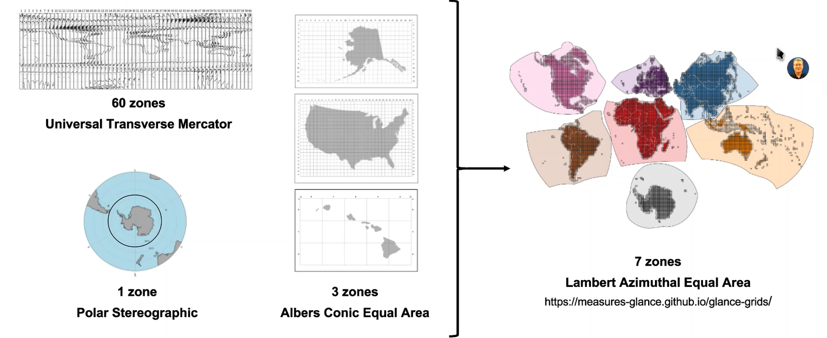 60 zones
Universal Transverse Mercator
1 zone
Polar Stereographic
3 zones
Albers Conic Equal Area
7 zones
Lambert Azimuthal Equal Area
https://measures-glance.github.io/glance-grids/